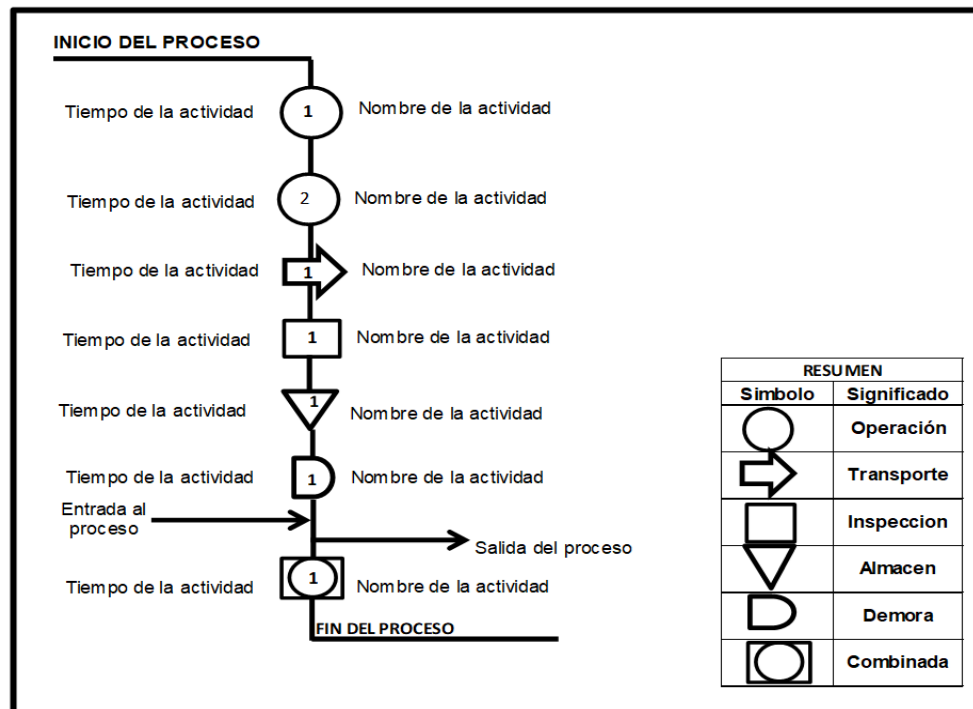 INICIO DEL PROCESO
Tiempo de la actividad 1 Nombre de la actividad
Tiempo de la actividad 2 Nombre de la actividad
Tiempo de la actividad 1 Nombre de la actividad
Tiempo de la actividad 1 Nombre de la actividad
Tiempo de la actividad 1 Nombre de la actividad
Tiempo de la actividad 1 Nombre de la actividad
Entrada al
proceso
Salida del proceso
Tiempo de la actividad 1 Nombre de la actividad
FIN DEL PROCESO
RESUMEN
Simbolo Significado
Operación
Transporte
Inspeccion
Almacen
Demora
Combinada